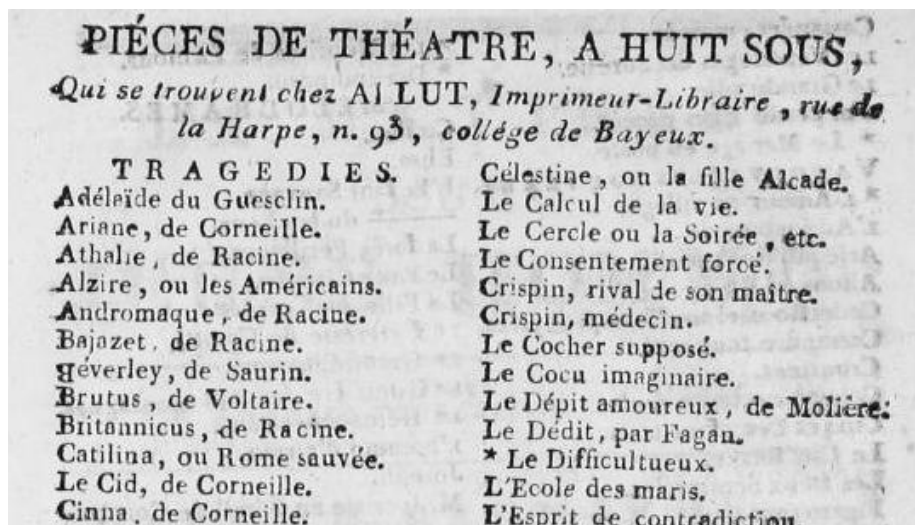 PIÉCES DE THÉATRE, A HUIT SOUS,
Qui se trouvent chez AlLUT, Imprimeur-Libraire, rue de
la Harpe, n. 93, collége de Bayeux.
TRAGEDIES.
Adéleïde du Guesclin.
Ariane, de Corneille.
Athalie, de Racine.
Alzire, ou les Américains.
Andromaque, de Racine.
Bajazet, de Racine.
Béverley, de Saurin.
Brutus, de Voltaire.
Britannicus, de Racine.
Catilina, ou Rome sauvée.
Le Cid, de Corneille.
Cinna, de Corneille.
Célestine, ou la fille Alcade.
Le Calcul de la vie.
Le Cercle ou la Soirée, etc.
Le Consentement forcé.
Crispin, rival de son maître.
Crispin, médecin.
Le Cocher supposé.
Le Cocu imaginaire.
Le Dépit amoureux, de Molière.
Le Dédit, par Fagan.
* Le Difficultueux.
L'Ecole des maris.
L'Esprit de contradiction